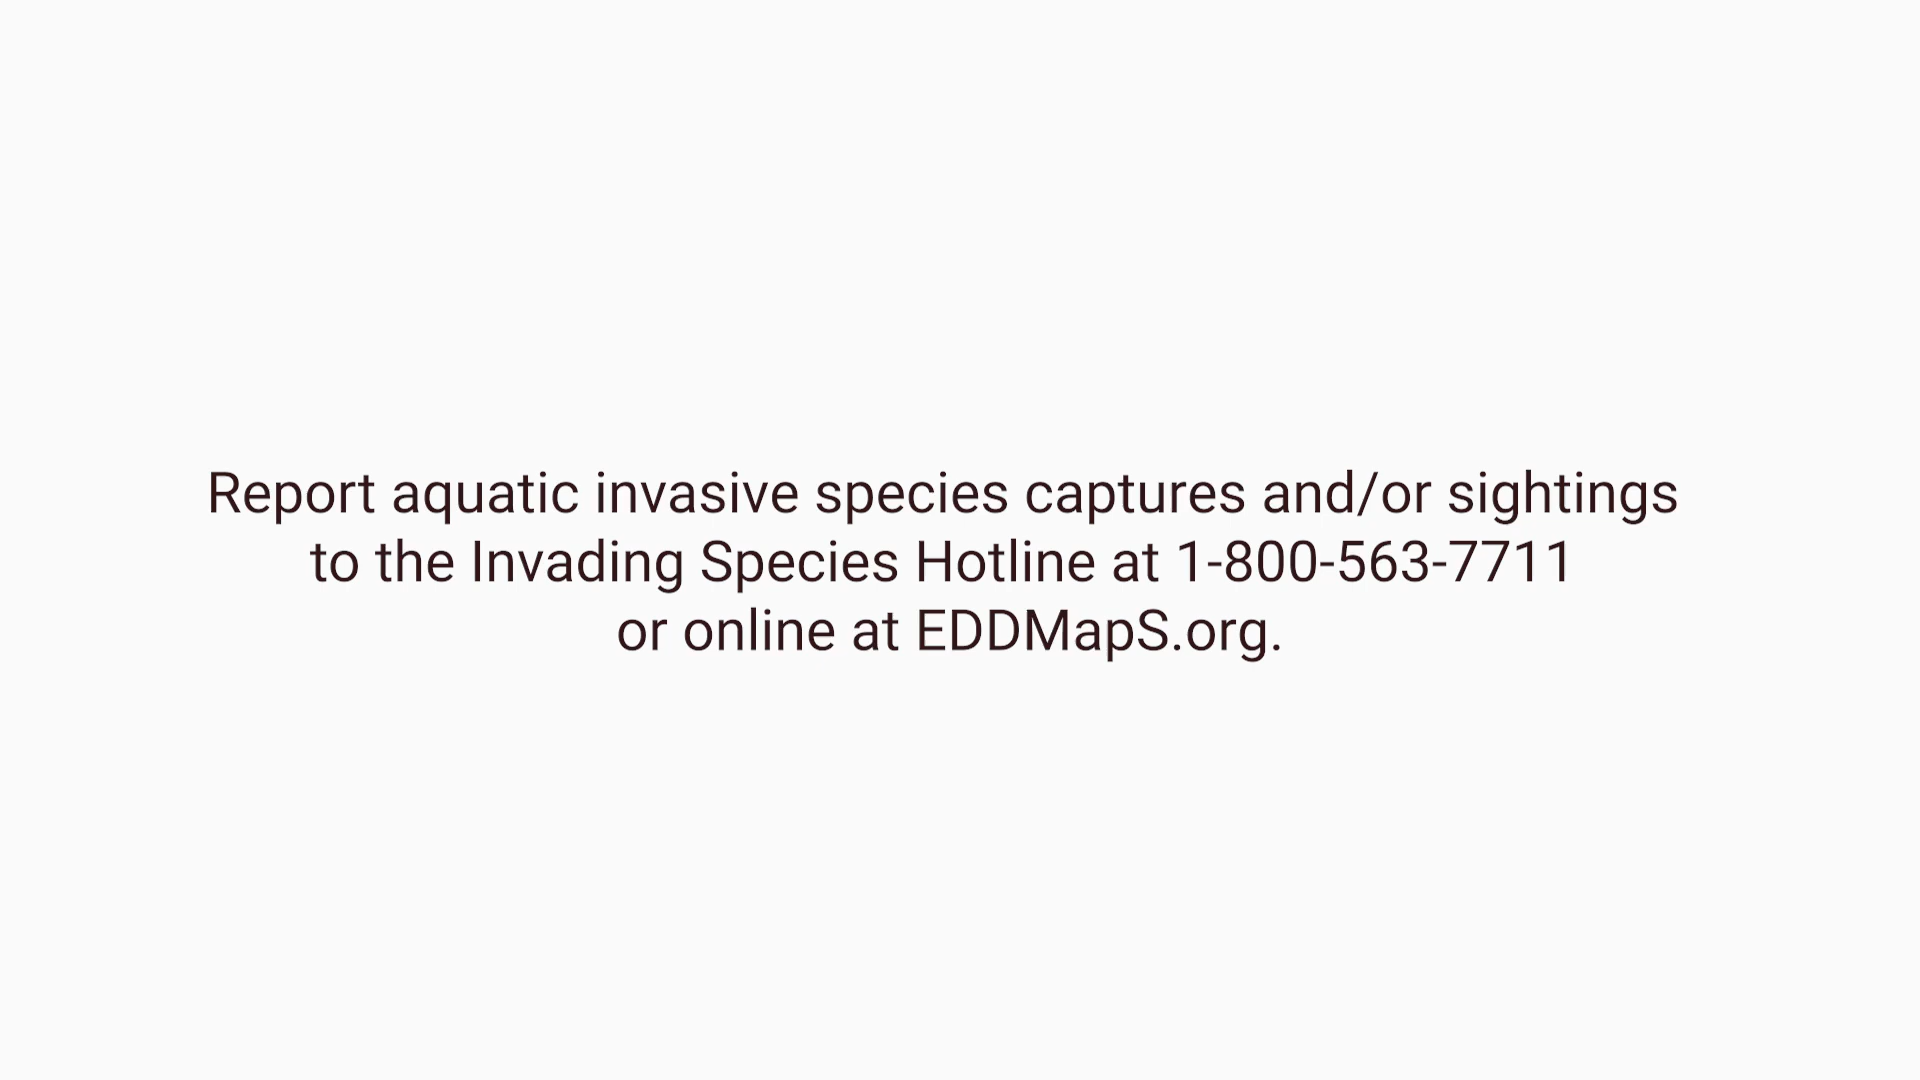 Report aquatic invasive species captures and/or sightings
to the Invading Species Hotline at 1-800-563-7711
or online at EDDMapS.org.